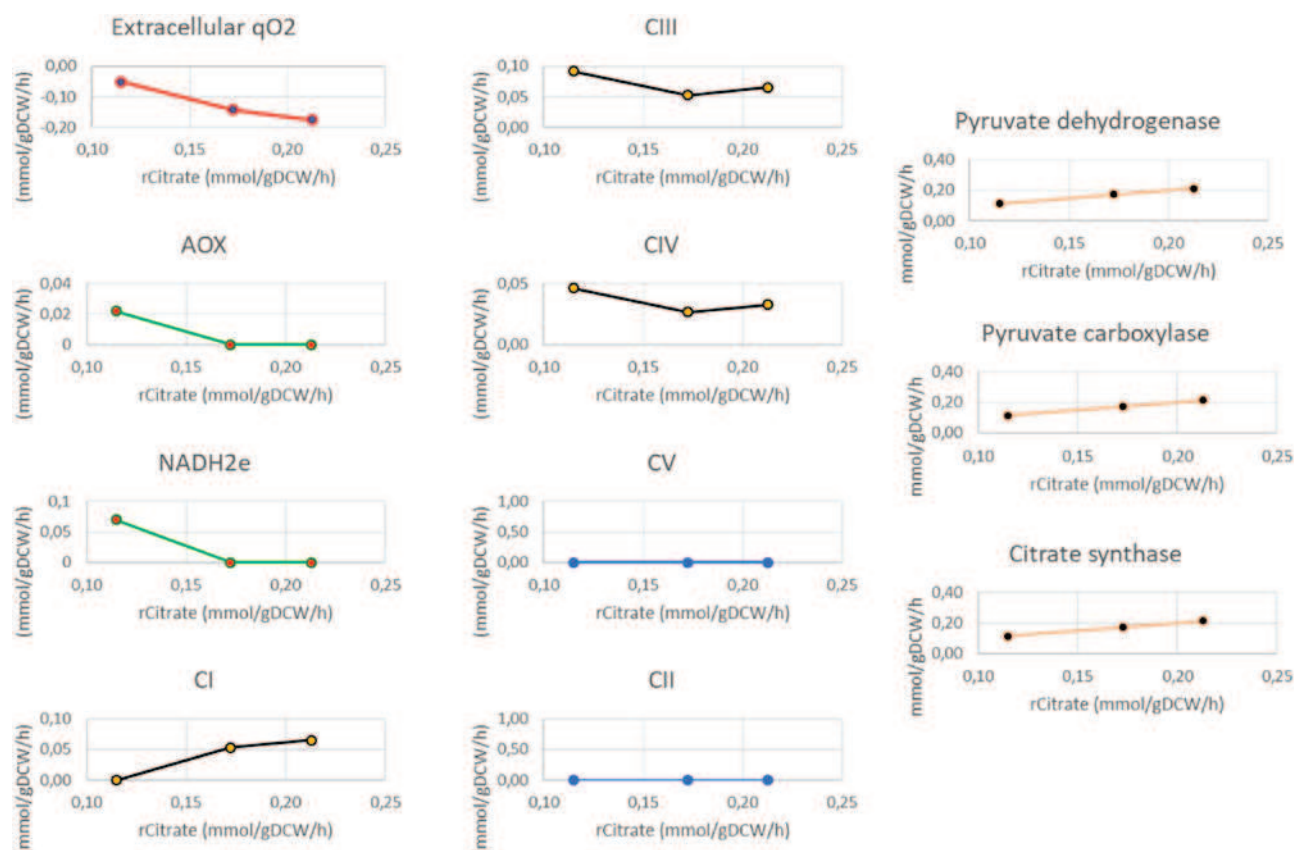 Extracellular qO2
(mmol/gDCW/h)
0,00
-0,10
-0,20
0,10 0,15 0,20 0,25
rCitrate (mmol/gDCW/h)
AOX
(mmol/gDCW/h)
0,04
0,02
0
0,10 0,15 0,20 0,25
rCitrate (mmol/gDCW/h)
NADH2e
(mmol/gDCW/h)
0,1
0,05
0
0,10 0,15 0,20 0,25
rCitrate (mmol/gDCW/h)
CI
mmol/gDCW/h)
0,10
0,05
0,00
0,10 0,15 0,20 0,25
rCitrate (mmol/gDCW/h)
CIII
(mmol/gDCW/h)
0,10
0,05
0,00
0,10 0,15 0,20 0,25
rCitrate (mmol/gDCW/h)
CIV
(mmol/gDCW/h)
0,05
0,00
0,10 0,15 0,20 0,25
rCitrate (mmol/gDCW/h)
CV
(mmol/gDCW/h)
1,00
0,50
0,00
0,10 0,15 0,20 0,25
rCitrate (mmol/gDCW/h)
CII
mmol/gDCW/h)
1,00
0,50
0,00
0,10 0,15 0,20 0,25
rCitrate (mmol/gDCW/h)
Pyruvate dehydrogenase
mmol/gDCW/h
0,40
0,20
0,00
0,10 0,15 0,20 0,25
rCitrate (mmol/gDCW/h)
Pyruvate carboxylase
mmol/gDCW/h
0,40
0,20
0,00
0,10 0,15 0,20 0,25
rCitrate (mmol/gDCW/h)
Citrate synthase
mmol/gDCW/h
0,40
0,20
0,00
0,10 0,15 0,20 0,25
rCitrate (mmol/gDCW/h)